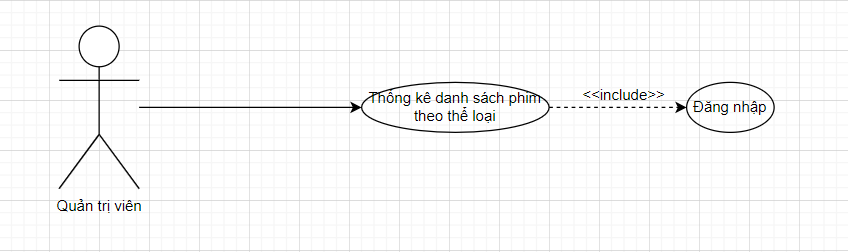 Thống kê danh sách phim
theo thể loại
<<include>>
Đăng nhập
Quản trị viên